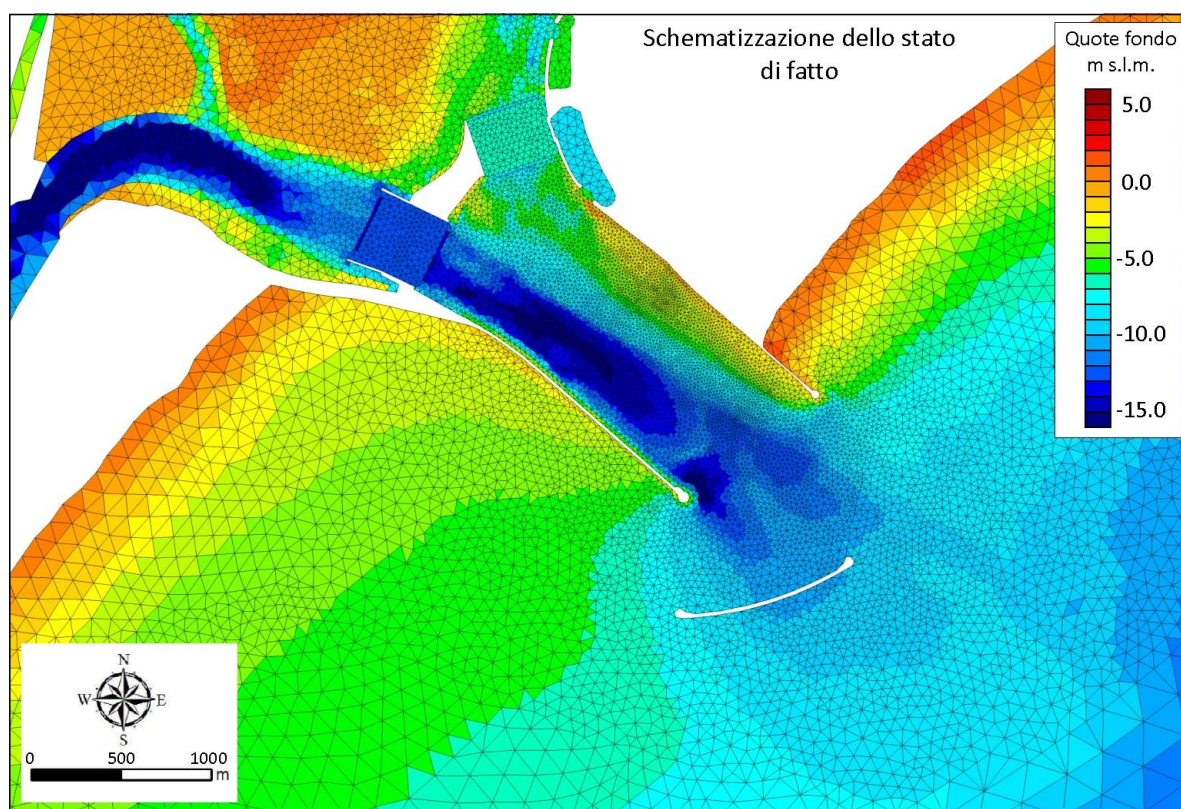 Schematizzazione dello stato
di fatto
Quote fondo
m s.l.m.
5.0
0.0
-5.0
-10.0
-15.0
N
W E
S
0 500 1000 m